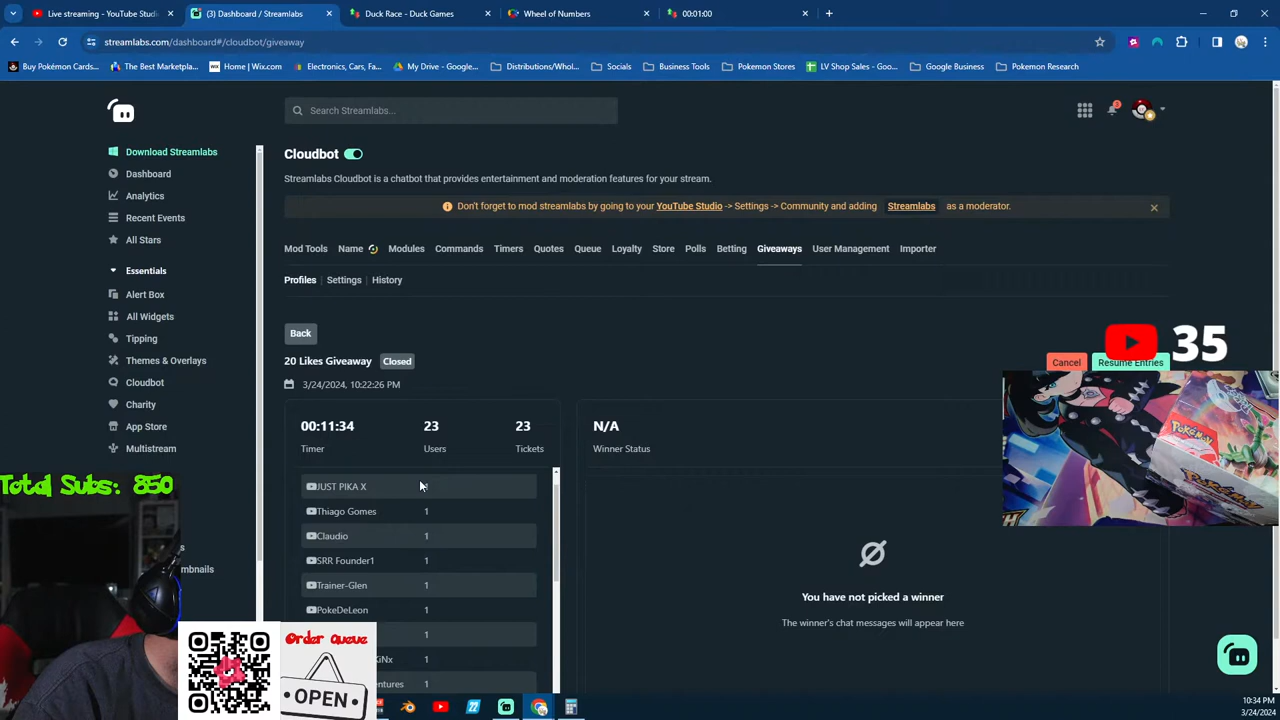 Live streaming - YouTube Studio
(3) Dashboard / Streamlabs
Duck Race - Duck Games
Wheel of Numbers
00:01:00
streamlabs.com/dashboard#/cloudbot/giveaway
Buy Pokémon Cards...
The Best Marketpla...
Home | Wix.com
Electronics, Cars, Fa...
My Drive - Google...
Distributions/Whol...
Socials
Business Tools
Pokemon Stores
LV Shop Sales - Goo...
Google Business
Pokemon Research
Search Streamlabs...
Download Streamlabs
Dashboard
Analytics
Recent Events
All Stars
Essentials
Alert Box
All Widgets
Tipping
Themes & Overlays
Cloudbot
Charity
App Store
Multistream
Cloudbot
Streamlabs Cloudbot is a chatbot that provides entertainment and moderation features for your stream.
Don't forget to mod streamlabs by going to your YouTube Studio -> Settings -> Community and adding Streamlabs as a moderator.
Mod Tools Name Modules Commands Timers Quotes Queue Loyalty Store Polls Betting Giveaways User Management Importer
Profiles | Settings | History
Back
20 Likes Giveaway Closed
Cancel
Resume Entries
35
3/24/2024, 10:22:26 PM
00:11:34 23 23
Timer Users Tickets
JUST PIKA X
Thiago Gomes 1
Claudio 1
SRR Founder1 1
Trainer-Glen 1
PokeDeLeon 1
1
iNx 1
entures 1
N/A
Winner Status
You have not picked a winner
The winner's chat messages will appear here
Total Subs: 850
s
mbnails
Order Queue
OPEN
Pokémon
Pokémon
10:34 PM
3/24/2024